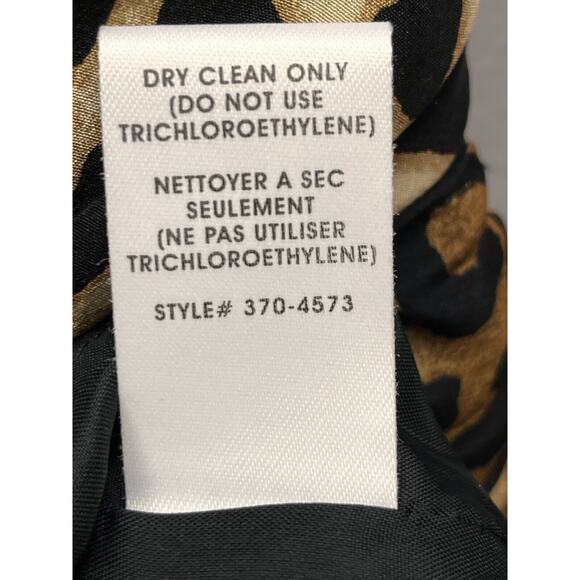 DRY CLEAN ONLY
(DO NOT USE
TRICHLOROETHYLENE)
NETTOYER A SEC
SEULEMENT
(NE PAS UTILISER
TRICHLOROETHYLENE)
STYLE# 370-4573